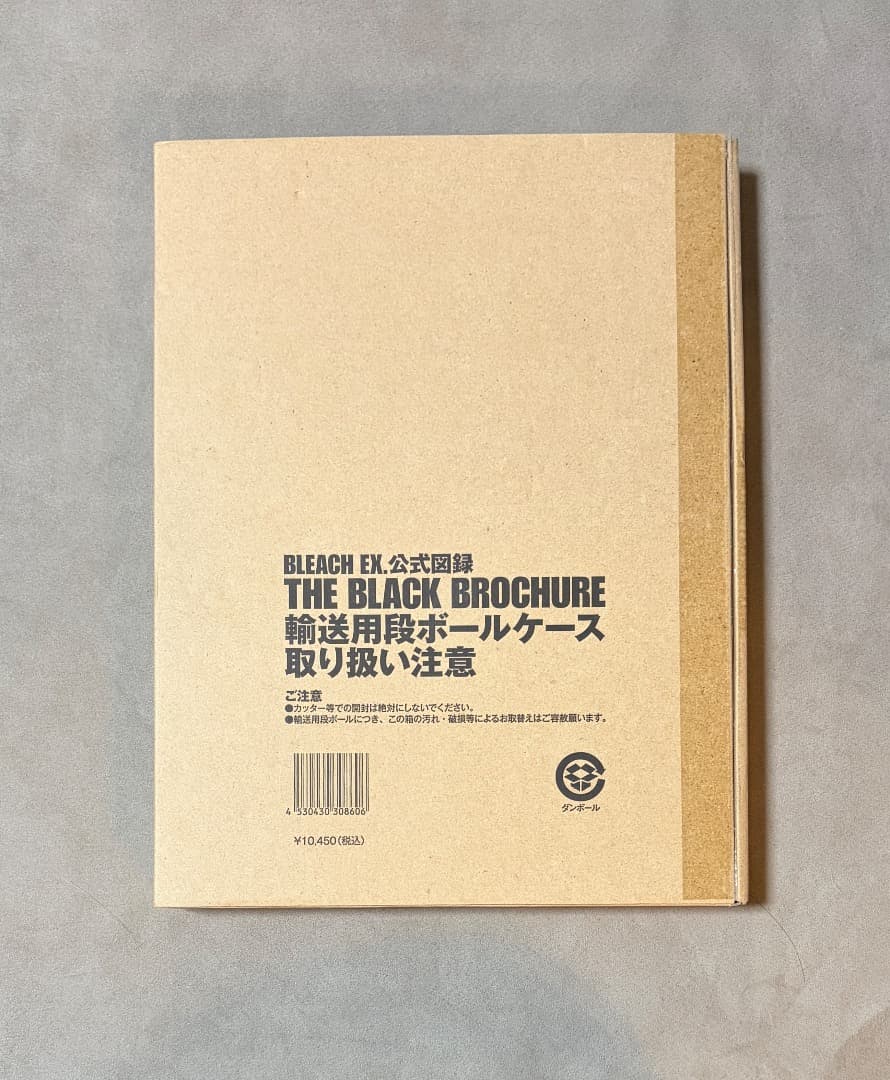 BLEACH EX.公式図録
THE BLACK BROCHURE
輸送用段ボールケース
取り扱い注意
ご注意
●カッター等での開封は絶対にしないでください。
●輸送用段ボールにつき、この箱の汚れ・破損等によるお取替えはご容赦願います。
4 530430 308606
ダンボール
¥10,450(税込)